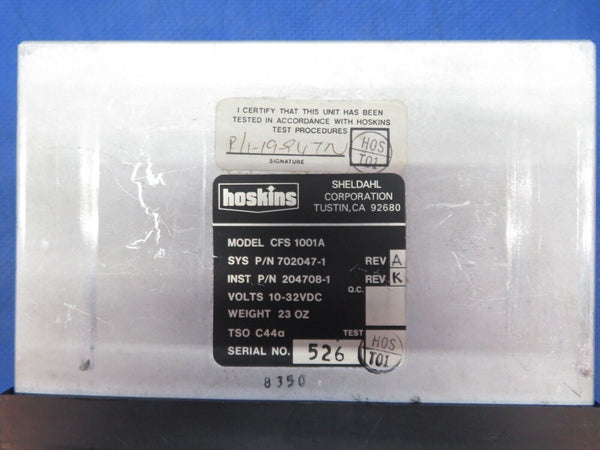 I CERTIFY THAT THIS UNIT HAS BEEN
TESTED IN ACCORDANCE WITH HOSKINS
TEST PROCEDURES
SIGNATURE
HOS
T01
hoskins
SHELDAHL
CORPORATION
TUSTIN, CA 92680
MODEL CFS 1001A
SYS P/N 702047-1 REV A
INST P/N 204708-1 REV K
Q.C.
VOLTS 10-32VDC
WEIGHT 23 OZ
TSO C44a TEST
HOS
T01
SERIAL NO. 526
8350